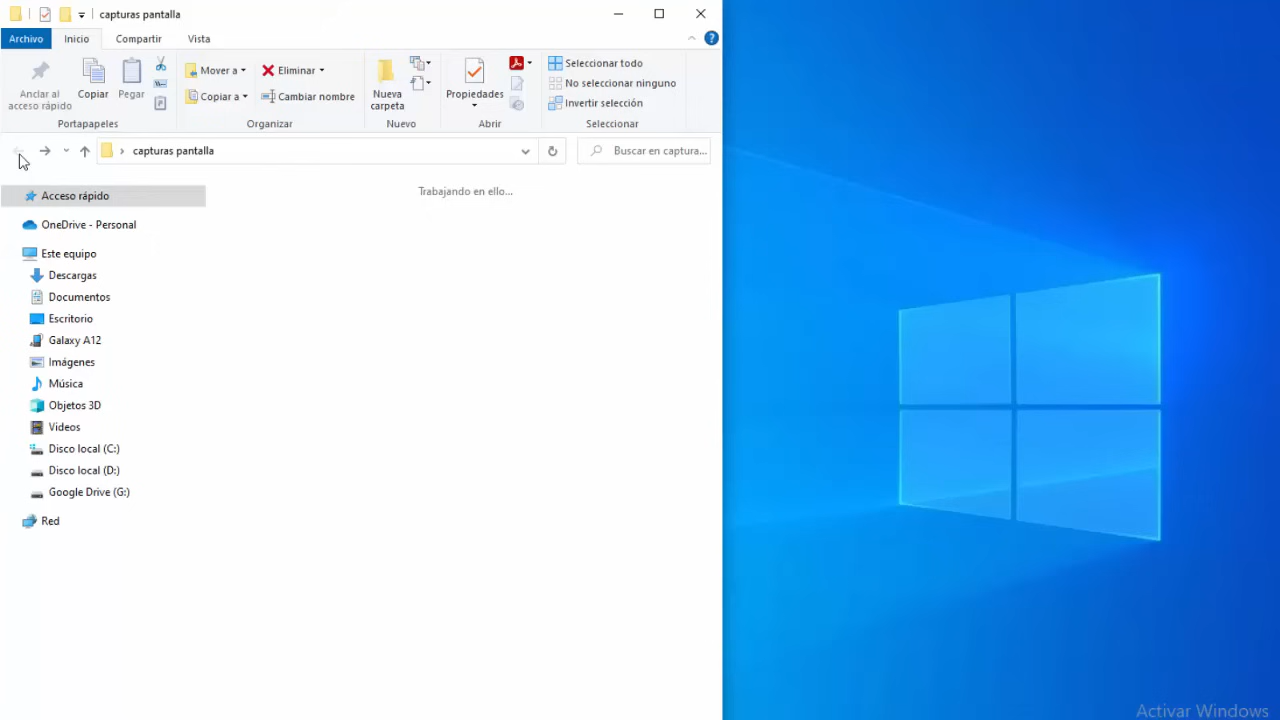 capturas pantalla
Archivo Inicio Compartir Vista
Anclar al acceso rápido
Copiar
Pegar
Portapapeles
Mover a
Copiar a
Eliminar
Cambiar nombre
Organizar
Nueva carpeta
Nuevo
Propiedades
Abrir
Seleccionar todo
No seleccionar ninguno
Invertir selección
Seleccionar
capturas pantalla
Buscar en captura...
Acceso rápido
Trabajando en ello...
OneDrive - Personal
Este equipo
Descargas
Documentos
Escritorio
Galaxy A12
Imágenes
Música
Objetos 3D
Videos
Disco local (C:)
Disco local (D:)
Google Drive (G:)
Red
Activar Windows